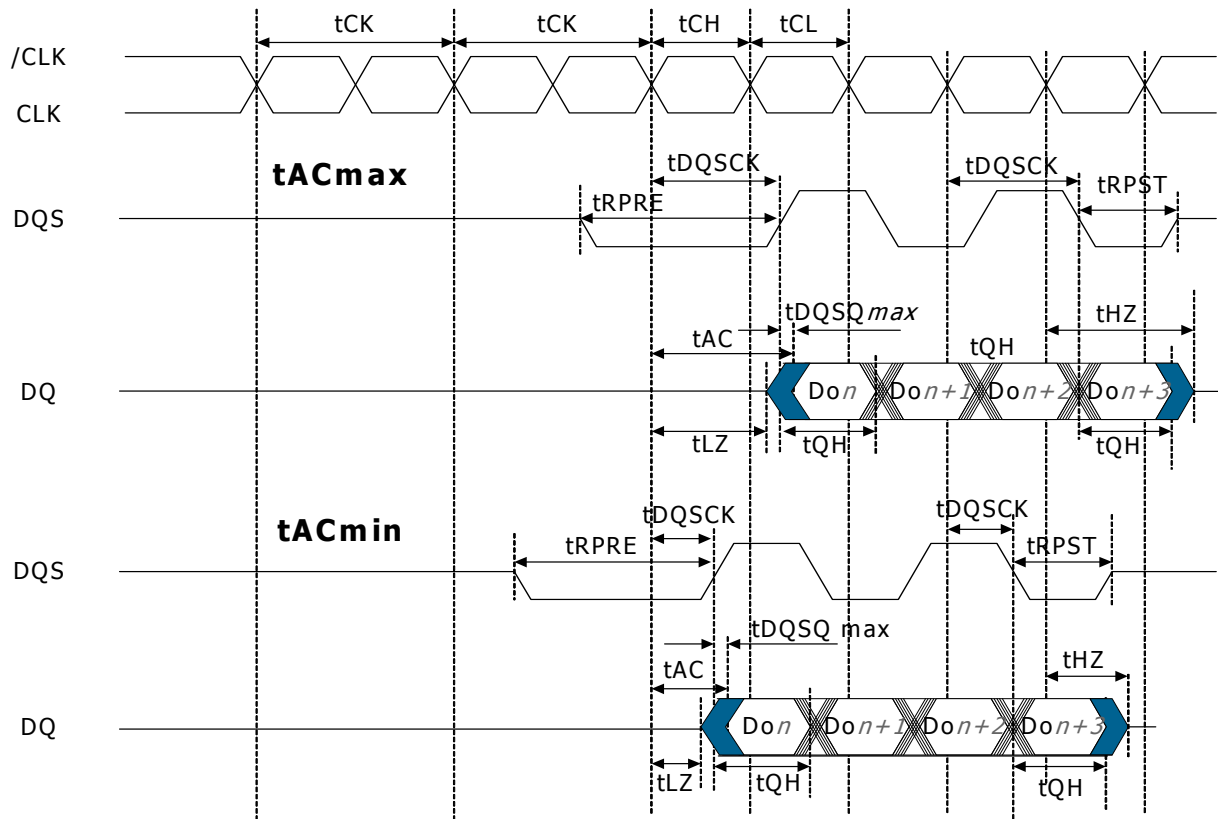 tCK tCK tCH tCL
/CLK
CLK
tACmax
tDQSCK tDQSCK
tRPRE tRPST
DQS
tDQSQmax tHZ
tAC
tQH
DQ Don Don+1 Don+2 Don+3
tLZ tQH tQH
tACmin
tDQSCK tDQSCK
tRPRE tRPST
DQS
tDQSQ max
tAC tHZ
DQ Don Don+1 Don+2 Don+3
tLZ tQH tQH